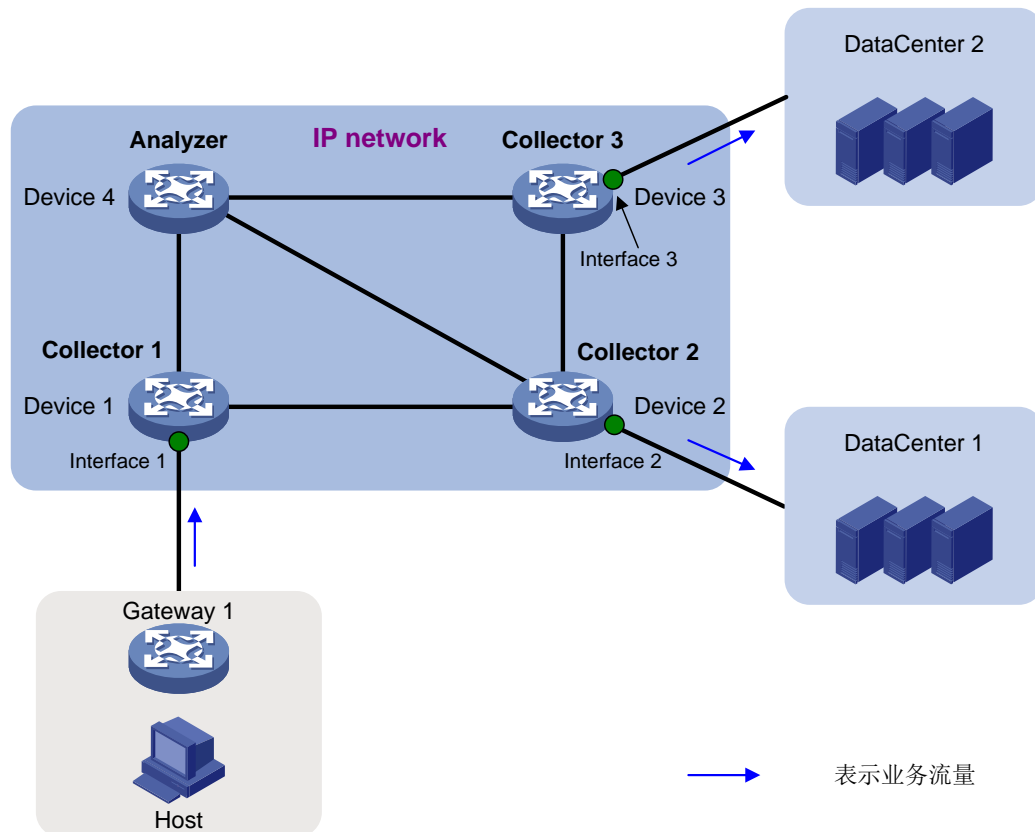 DataCenter 2
Analyzer
IP network
Collector 3
Device 4
Device 3
Interface 3
Collector 1
Collector 2
Device 1
Device 2
Interface 1
Interface 2
DataCenter 1
Gateway 1
Host
表示业务流量